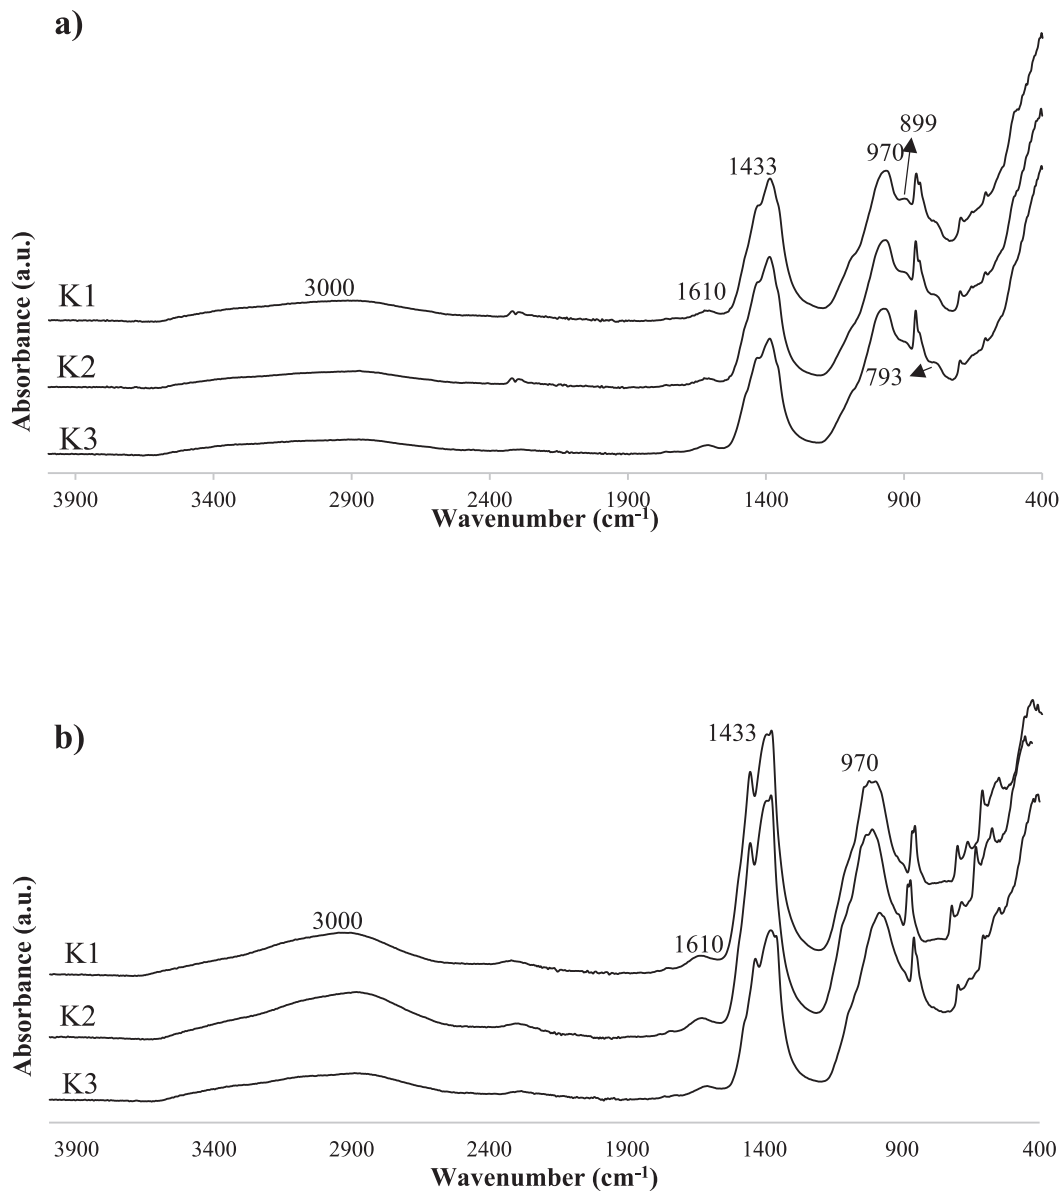 a)
899
970
1433
3000
1610
K1
K2
793
K3
Absorbance (a.u.)
3900 3400 2900 2400 1900 1400 900 400
Wavenumber (cm-1)
b)
1433
970
3000
1610
K1
K2
K3
Absorbance (a.u.)
3900 3400 2900 2400 1900 1400 900 400
Wavenumber (cm-1)